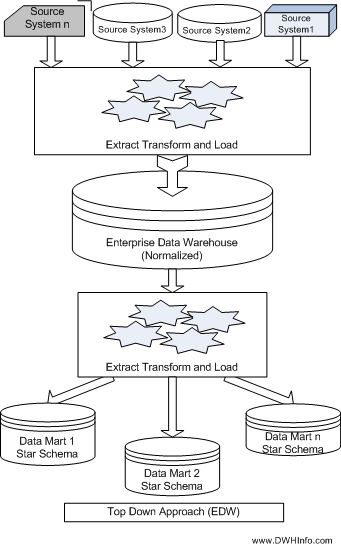 Source
System n
Source
System3
Source
System2
Source
System1
Extract Transform and Load
Enterprise Data Warehouse
(Normalized)
Extract Transform and Load
Data Mart 1
Star Schema
Data Mart 2
Star Schema
Data Mart n
Star Schema
Top Down Approach (EDW)
www.DWHInfo.com